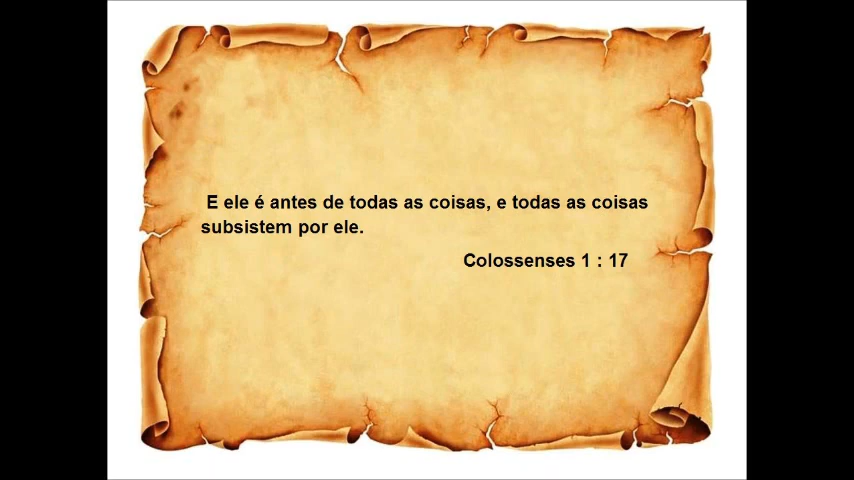 E ele é antes de todas as coisas, e todas as coisas
subsistem por ele.
Colossenses 1 : 17